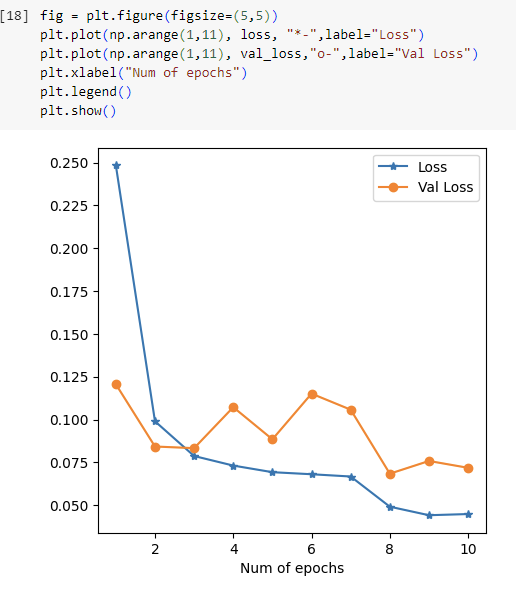 [18] fig = plt.figure(figsize=(5,5))
plt.plot(np.arange(1,11), loss, "*-",label="Loss")
plt.plot(np.arange(1,11), val_loss,"o-",label="Val Loss")
plt.xlabel("Num of epochs")
plt.legend()
plt.show()
Loss
Val Loss
0.250
0.225
0.200
0.175
0.150
0.125
0.100
0.075
0.050
2 4 6 8 10
Num of epochs